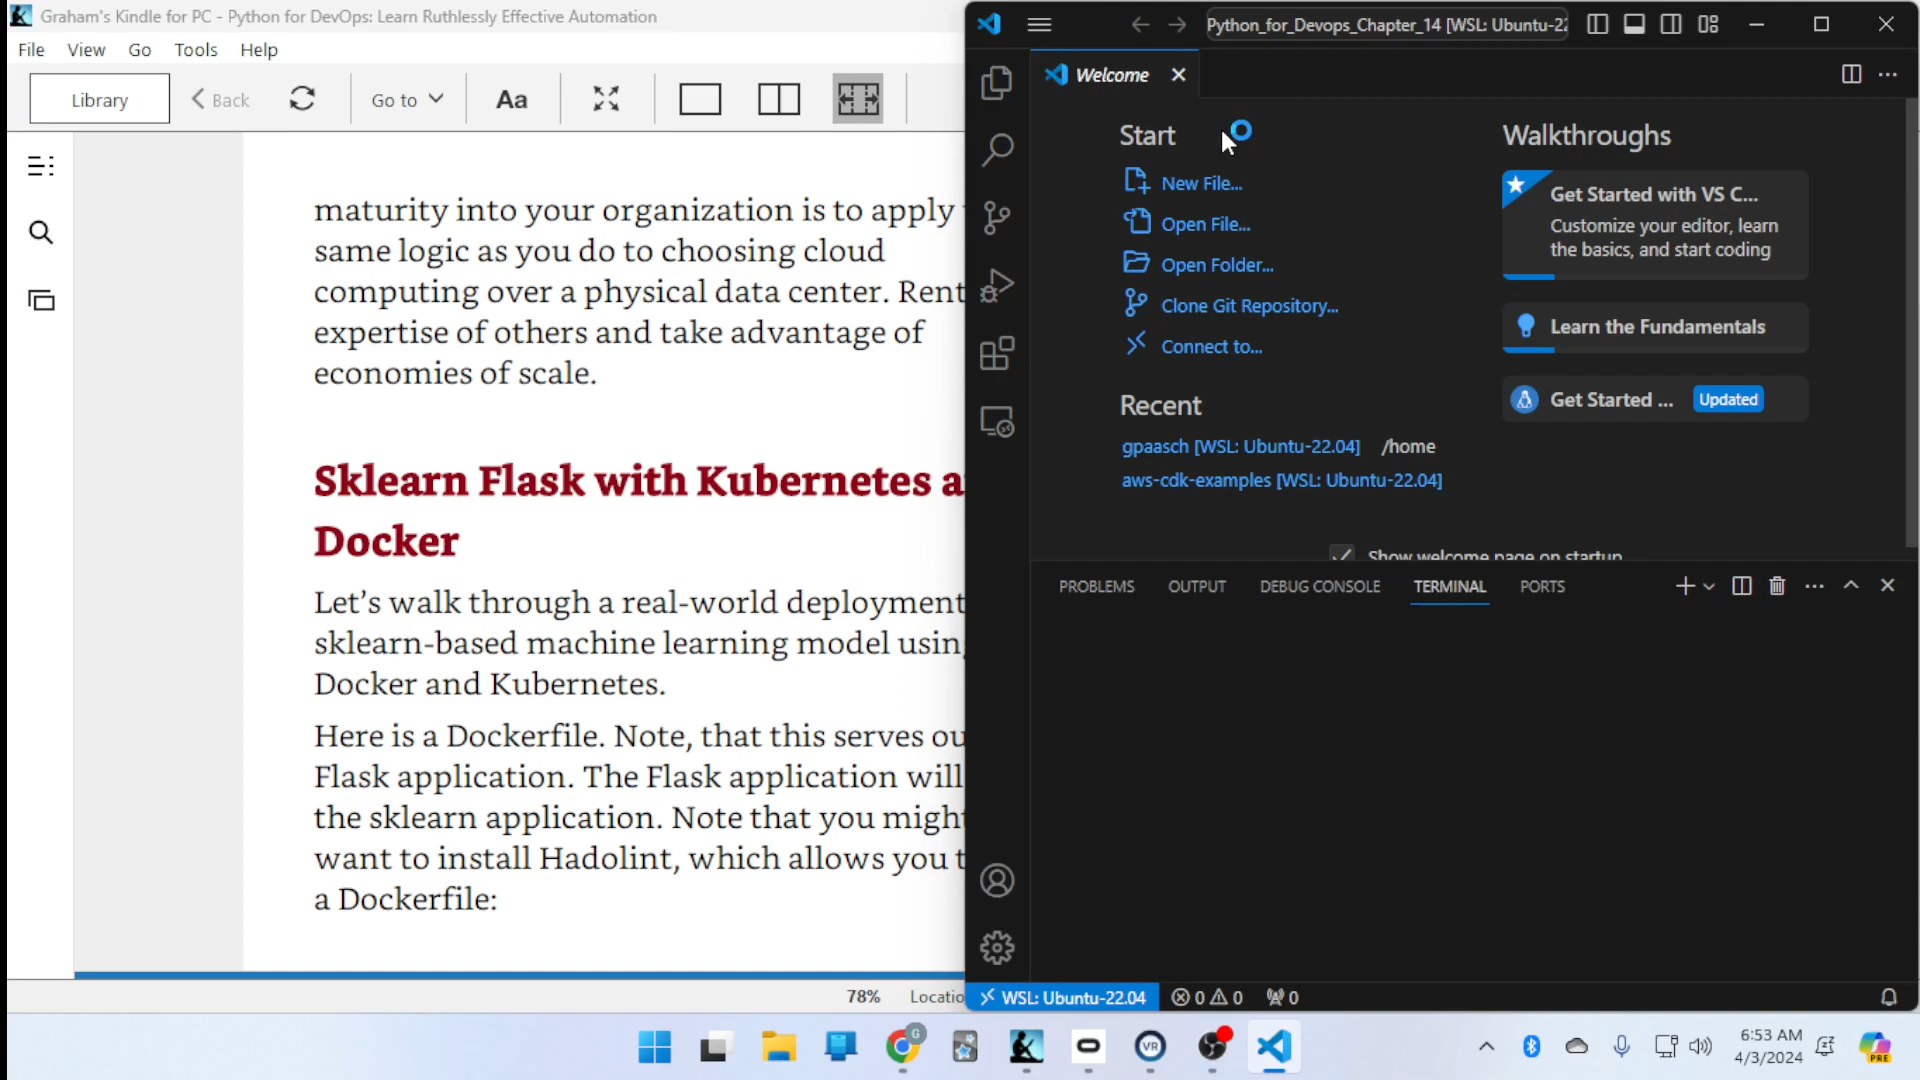 Graham's Kindle for PC - Python for DevOps: Learn Ruthlessly Effective Automation
File View Go Tools Help
Library
Back
Go to
Aa
maturity into your organization is to apply
same logic as you do to choosing cloud
computing over a physical data center. Rent
expertise of others and take advantage of
economies of scale.
Sklearn Flask with Kubernetes a
Docker
Let's walk through a real-world deployment
sklearn-based machine learning model using
Docker and Kubernetes.
Here is a Dockerfile. Note, that this serves ou
Flask application. The Flask application will
the sklearn application. Note that you might
want to install Hadolint, which allows you t
a Dockerfile:
78% Locatio
Python_for_Devops_Chapter_14 [WSL: Ubuntu-22
Welcome
Start
New File...
Open File...
Open Folder...
Clone Git Repository...
Connect to...
Recent
gpaasch [WSL: Ubuntu-22.04] /home
aws-cdk-examples [WSL: Ubuntu-22.04]
Walkthroughs
Get Started with VS C...
Customize your editor, learn
the basics, and start coding
Learn the Fundamentals
Get Started ... Updated
Show welcome page on startup
PROBLEMS OUTPUT DEBUG CONSOLE TERMINAL PORTS
WSL: Ubuntu-22.04 0 0 0
G
VR
6:53 AM
4/3/2024
PRE